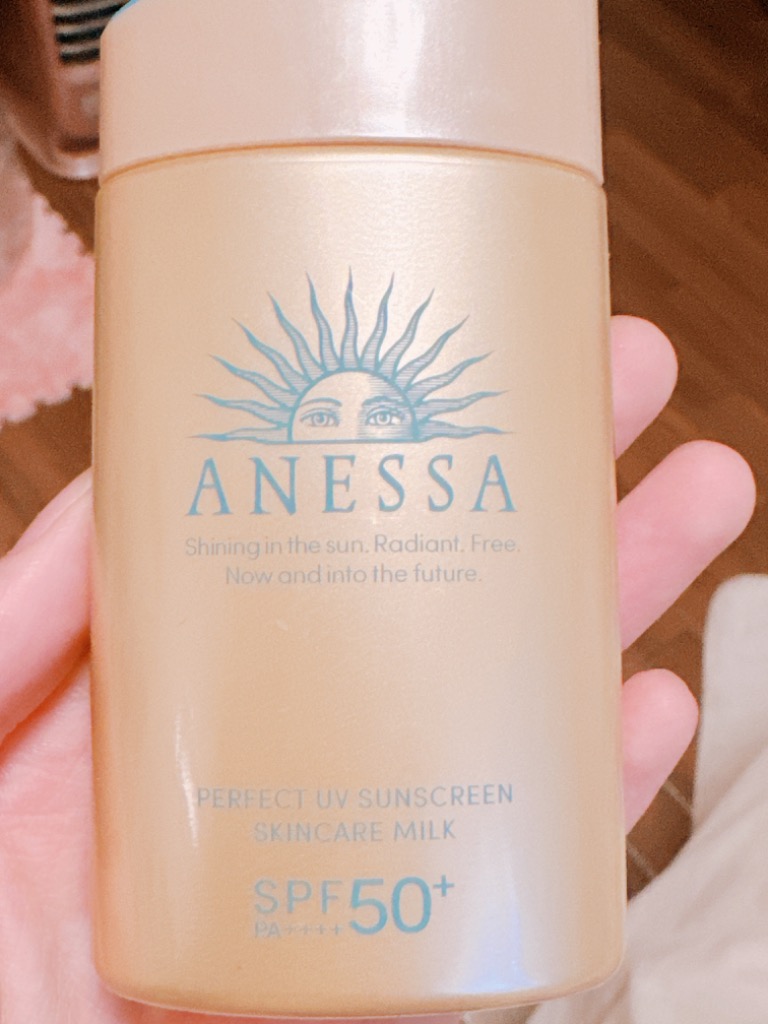 ANESSA
Shining in the sun. Radiant. Free.
Now and into the future.
PERFECT UV SUNSCREEN
SKINCARE MILK
SPF50+
PA++++